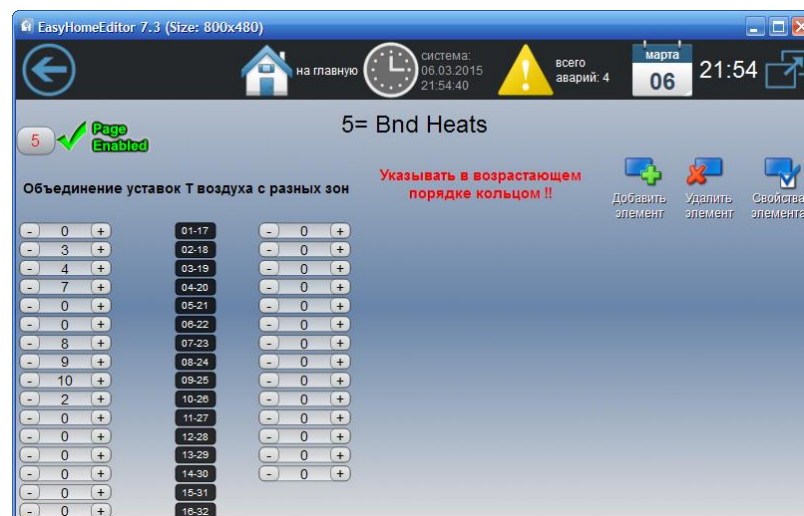 EasyHomeEditor 7.3 (Size: 800x480)
на главную
система:
06.03.2015
21:54:40
всего
аварий: 4
марта
06
21:54
5
Page
Enabled
5= Bnd Heats
Объединение уставок T воздуха с разных зон
Указывать в возрастающем
порядке кольцом !!
Добавить
элемент
Удалить
элемент
Свойства
элемента
- 0 + 01-17 - 0 +
- 3 + 02-18 - 0 +
- 4 + 03-19 - 0 +
- 7 + 04-20 - 0 +
- 0 + 05-21 - 0 +
- 0 + 06-22 - 0 +
- 8 + 07-23 - 0 +
- 9 + 08-24 - 0 +
- 10 + 09-25 - 0 +
- 2 + 10-26 - 0 +
- 0 + 11-27 - 0 +
- 0 + 12-28 - 0 +
- 0 + 13-29 - 0 +
- 0 + 14-30 - 0 +
- 0 + 15-31
- 0 + 16-32